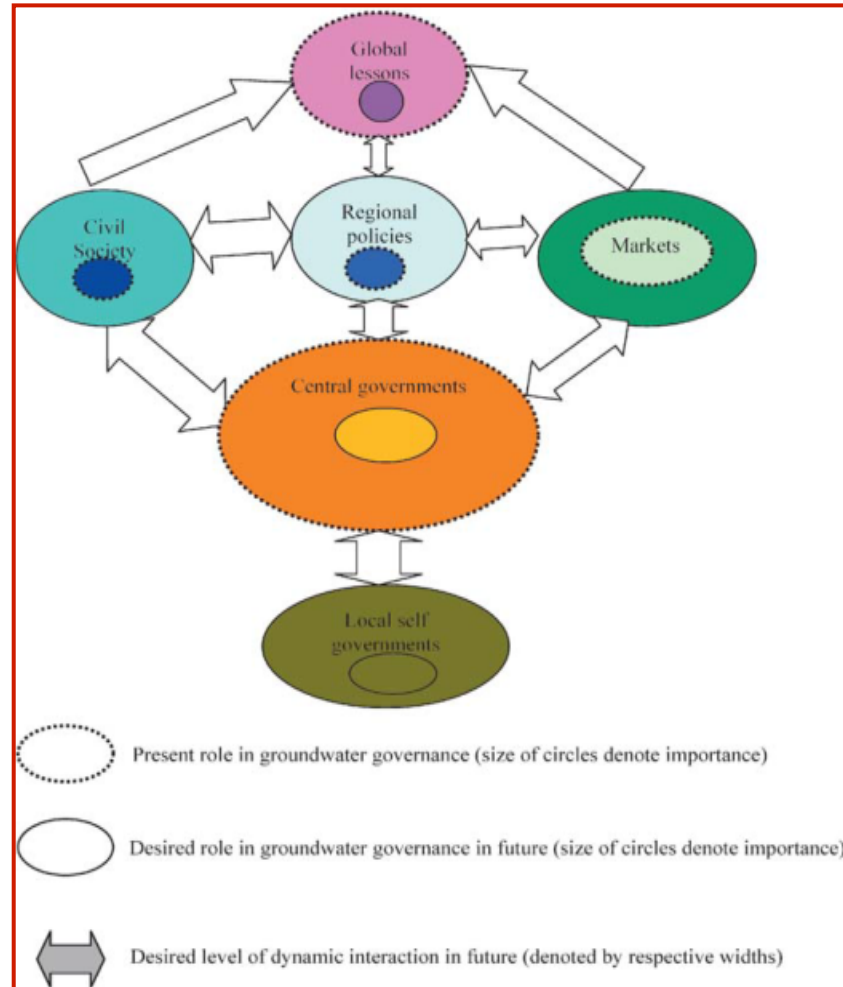 Global
lessons
Civil
Society
Regional
policies
Markets
Central governments
Local self
governments
Present role in groundwater governance (size of circles denote importance)
Desired role in groundwater governance in future (size of circles denote importance)
Desired level of dynamic interaction in future (denoted by respective widths)